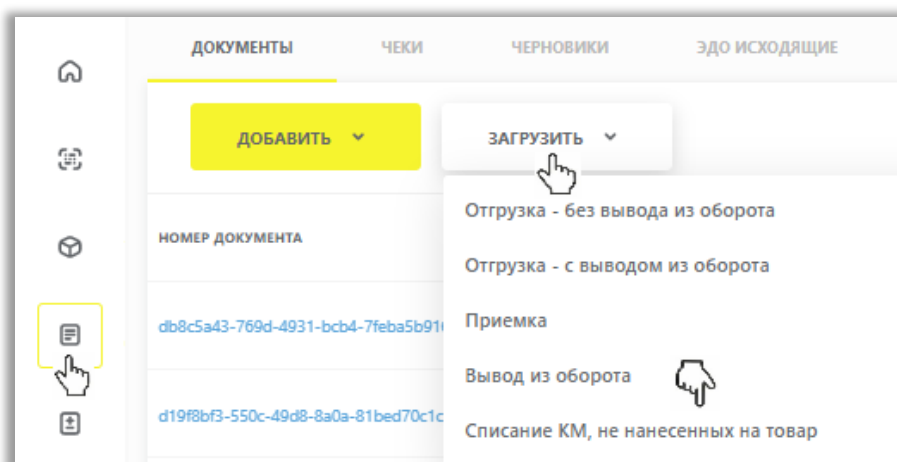 ДОКУМЕНТЫ ЧЕКИ ЧЕРНОВИКИ ЭДО ИСХОДЯЩИЕ
ДОБАВИТЬ ЗАГРУЗИТЬ
Отгрузка - без вывода из оборота
НОМЕР ДОКУМЕНТА
Отгрузка - с выводом из оборота
db8c5a43-769d-4931-bcb4-7feba5b916
Приемка
Вывод из оборота
d19f8bf3-550c-49d8-8a0a-81bed70c1c
Списание КМ, не нанесенных на товар